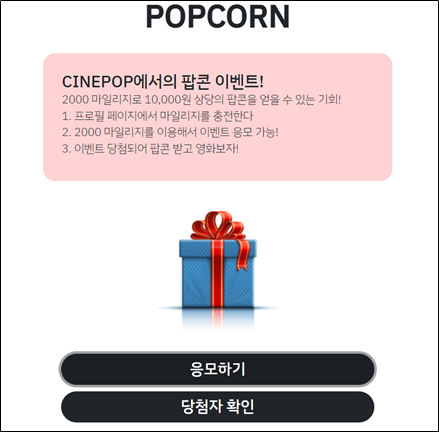 POPCORN
CINEPOP에서의 팝콘 이벤트!
2000 마일리지로 10,000원 상당의 팝콘을 얻을 수 있는 기회!
1. 프로필 페이지에서 마일리지를 충전한다
2. 2000 마일리지를 이용해서 이벤트 응모 가능!
3. 이벤트 당첨되어 팝콘 받고 영화보자!
응모하기
당첨자 확인